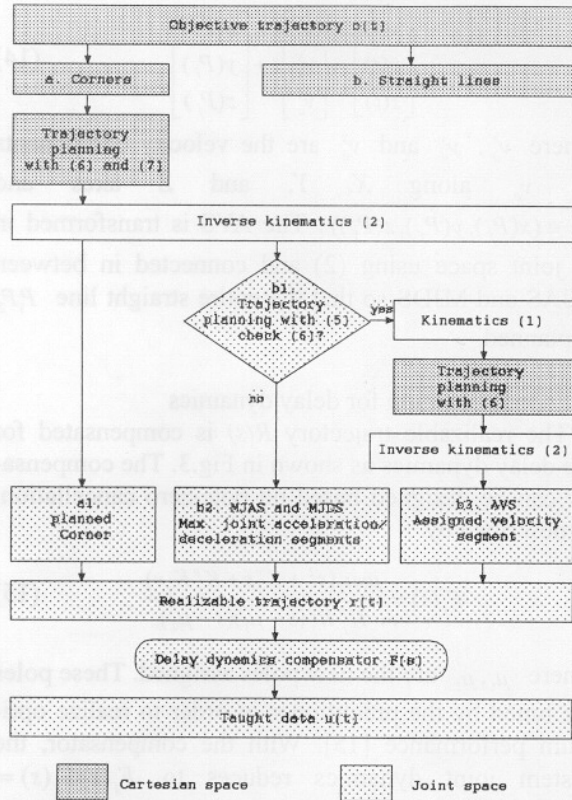 Objective trajectory o(t)
a. Corners
b. Straight lines
Trajectory
planning
with (6) and (7)
Inverse kinematics (2)
b1.
Trajectory
planning with (5)
check (6)?
yes
no
Kinematics (1)
Trajectory
planning
with (6)
Inverse kinematics (2)
a1.
planned
Corner
b2. MJAS and MJDS
Max. joint acceleration/
deceleration segments
b3. AVS
Assigned velocity
segment
Realizable trajectory r(t)
Delay dynamics compensator F(s)
Taught data u(t)
Cartesian space
Joint space